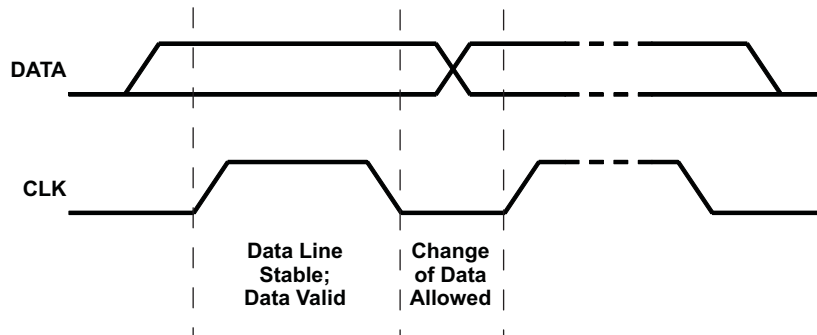 DATA
CLK
Data Line
Stable;
Data Valid
Change
of Data
Allowed